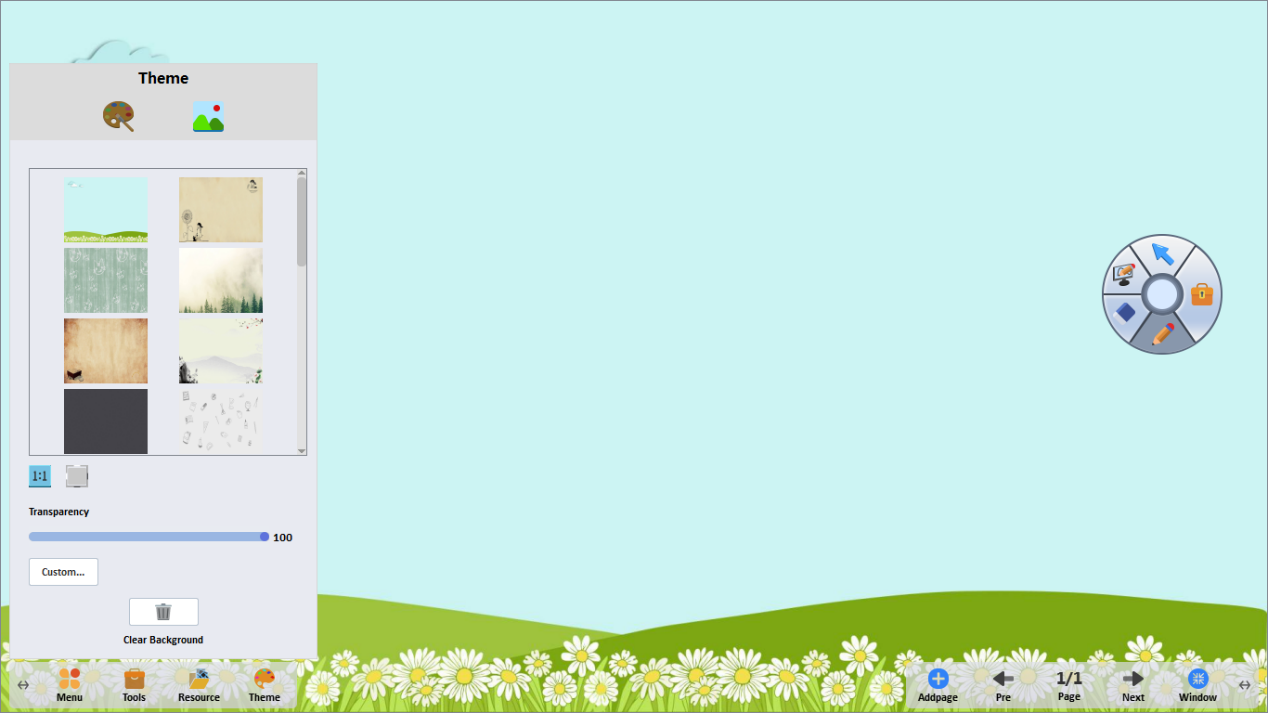 Theme
1:1
Transparency
100
Custom...
Clear Background
Menu
Tools
Resource
Theme
Addpage
Pre
1/1
Page
Next
Window